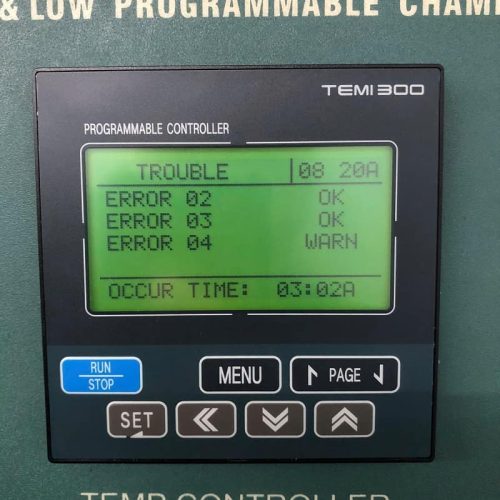 & LOW PROGRAMMABLE CHAM
TEMI300
PROGRAMMABLE CONTROLLER
TROUBLE 08 20A
ERROR 02 OK
ERROR 03 OK
ERROR 04 WARN
OCCUR TIME: 03:02A
RUN
STOP
MENU
PAGE
SET
TEMP CONTROLLER